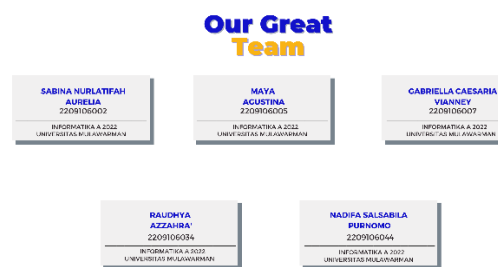 Our Great
Team
SABINA NURLATIFAH
AURELIA
2209106002
INFORMATIKA A 2022
UNIVERSITAS MULAWARMAN
MAYA
AGUSTINA
2209106005
INFORMATIKA A 2022
UNIVERSITAS MULAWARMAN
GABRIELLA CAESARIA
VIANNEY
2209106007
INFORMATIKA A 2022
UNIVERSITAS MULAWARMAN
RAUDHYA
AZZAHRA'
2209106034
INFORMATIKA A 2022
UNIVERSITAS MULAWARMAN
NADIFA SALSABILA
PURNOMO
2209106044
INFORMATIKA A 2022
UNIVERSITAS MULAWARMAN